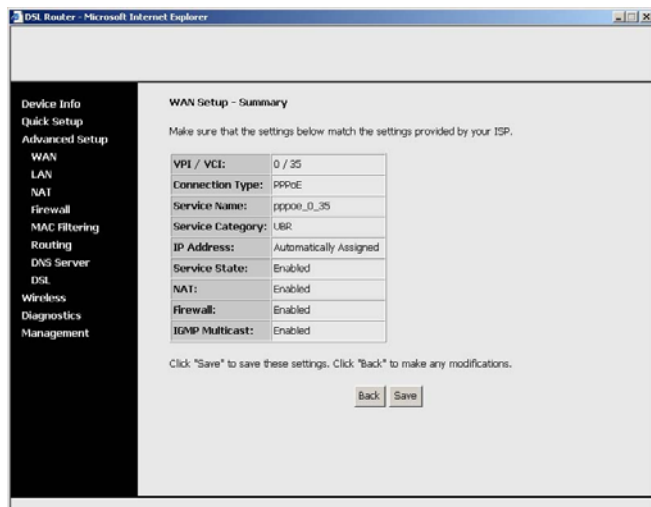 DSL Router - Microsoft Internet Explorer
Device Info
Quick Setup
Advanced Setup
WAN
LAN
NAT
Firewall
MAC Filtering
Routing
DNS Server
DSL
Wireless
Diagnostics
Management
WAN Setup - Summary
Make sure that the settings below match the settings provided by your ISP.
VPI / VCI: 0 / 35
Connection Type: PPPoE
Service Name: pppoe_0_35
Service Category: UBR
IP Address: Automatically Assigned
Service State: Enabled
NAT: Enabled
Firewall: Enabled
IGMP Multicast: Enabled
Click "Save" to save these settings. Click "Back" to make any modifications.
Back Save